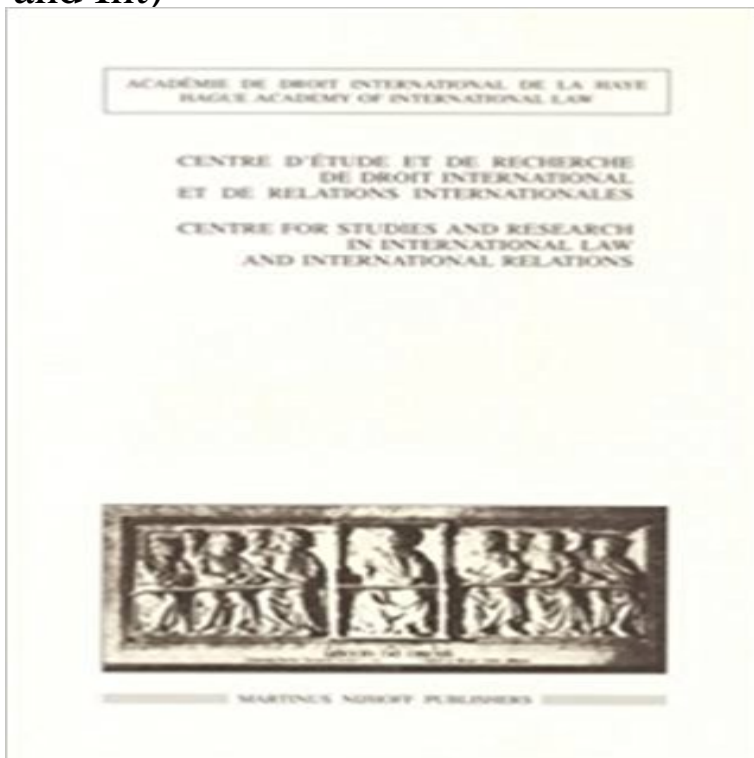 and Int)
ACADÉMIE DE DROIT INTERNATIONAL DE LA HAYE
HAGUE ACADEMY OF INTERNATIONAL LAW
CENTRE D'ÉTUDE ET DE RECHERCHE
DE DROIT INTERNATIONAL
ET DE RELATIONS INTERNATIONALES
CENTRE FOR STUDIES AND RESEARCH
IN INTERNATIONAL LAW
AND INTERNATIONAL RELATIONS
MARTINUS NIJHOFF PUBLISHERS